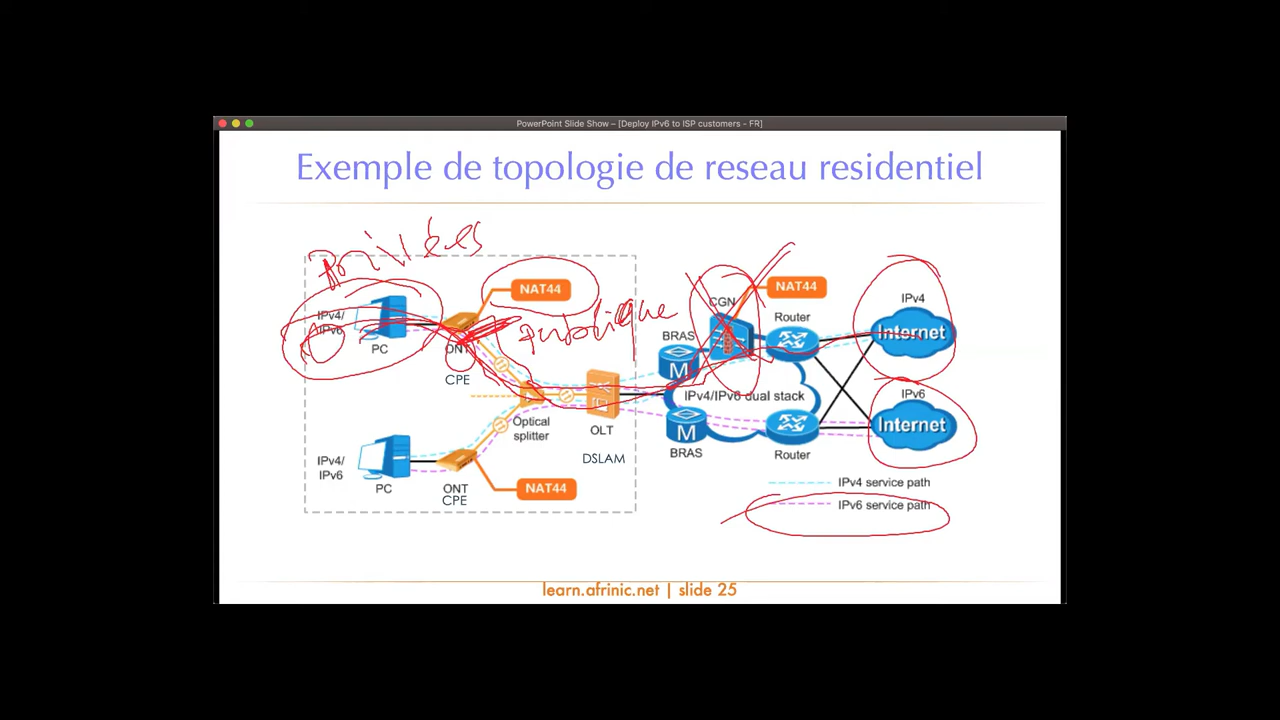 PowerPoint Slide Show – [Deploy IPv6 to ISP customers - FR]
Exemple de topologie de reseau residentiel
Privées
NAT44
publique
IPv4/
IPv6
PC
ONT
CPE
Optical
splitter
OLT
DSLAM
IPv4/
IPv6
PC
ONT
CPE
NAT44
CGN
NAT44
BRAS
Router
IPv4
Internet
IPv4/IPv6 dual stack
IPv6
Internet
BRAS
Router
IPv4 service path
IPv6 service path
learn.afrinic.net | slide 25